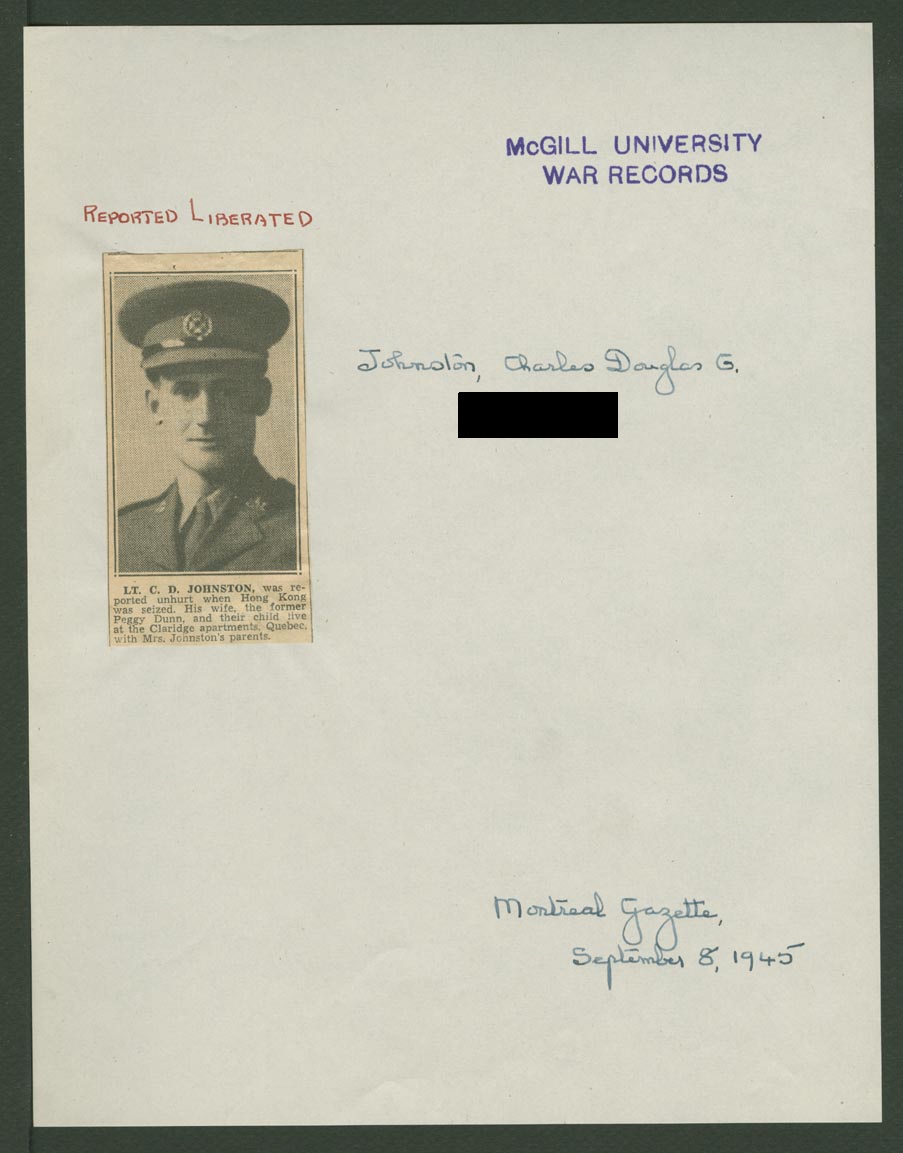 McGILL UNIVERSITY
WAR RECORDS
REPORTED LIBERATED
Johnston, Charles Douglas G.
LT. C. D. JOHNSTON, was re-
ported unhurt when Hong Kong
was seized. His wife, the former
Peggy Dunn, and their child live
at the Claridge apartments, Quebec,
with Mrs. Johnston's parents.
Montreal Gazette,
September 8, 1945